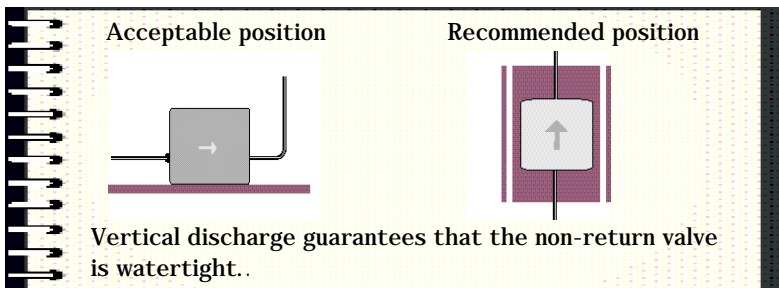 Acceptable position
Recommended position
Vertical discharge guarantees that the non-return valve
is watertight..